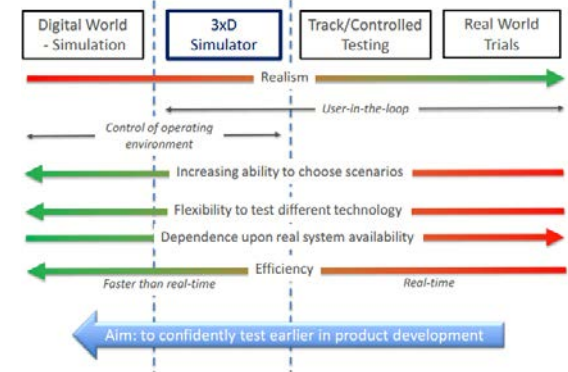 Digital World
- Simulation
3xD
Simulator
Track/Controlled
Testing
Real World
Trials
Realism
User-in-the-loop
Control of operating
environment
Increasing ability to choose scenarios
Flexibility to test different technology
Dependence upon real system availability
Efficiency
Faster than real-time
Real-time
Aim: to confidently test earlier in product development